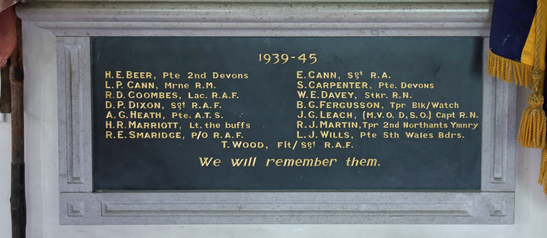 1939-45
H.E.BEER, Pte 2nd Devons
L.P. CANN, Mrne R.M.
R.D. COOMBES, Lac. R.A.F.
D.P. DIXON, Sgt R.A.F.
A.G. HEATH, Pte. A.T.S.
H.R. MARRIOTT, Lt. the buffs
R.E. SMARIDGE, P/O R.A.F.
E. CANN, Sgt R.A.
S. CARPENTER, Pte. Devons
W.E. DAVEY, Stkr. R.N.
B.G. FERGUSSON, Tpr Blk/Watch
J.G. LEACH, [M.V.O. D.S.O.] Capt R.N.
R.J. MARTIN, Tpr 2nd Northants Ymnry
L.J. WILLS, Pte Sth Wales Bdrs.
T. WOOD, Flt/Sgt R.A.F.
We will remember them.